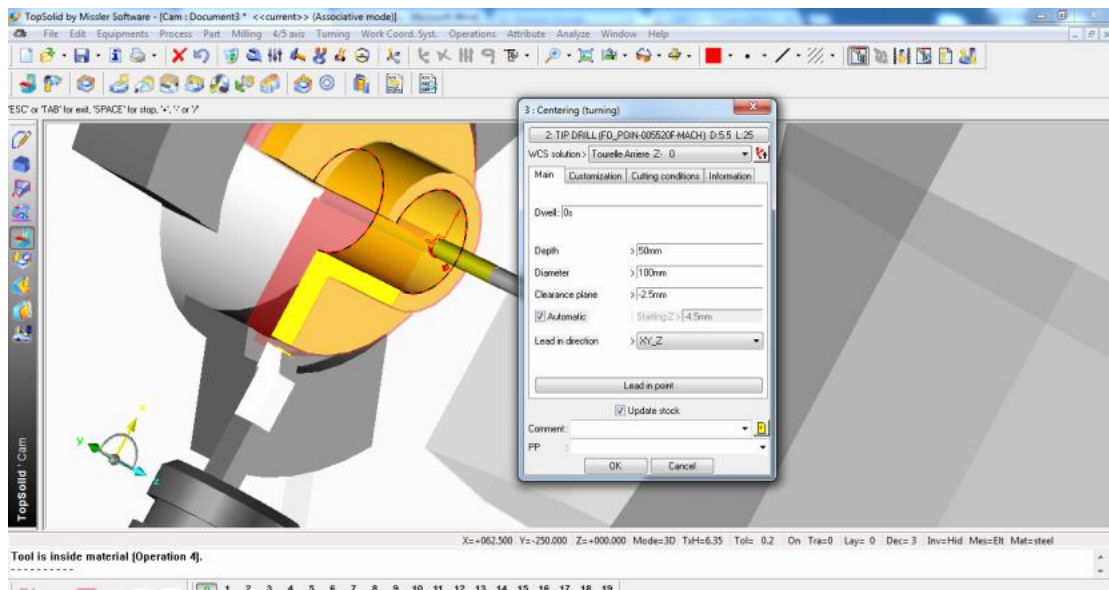 TopSolid by Missler Software - [Cam : Document3 * <<current>> (Associative mode)]
File Edit Equipments Process Part Milling 4/5 axis Turning Work Coord. Syst. Operations Attribute Analyze Window Help
'ESC' or 'TAB' for exit, 'SPACE' for stop, '+', '-' or '/'
3 : Centering (turning)
2: TIP DRILL (FO_POIN-005520F-MACH) D:5.5 L:25
WCS solution > Tourelle Arriere Z- 0
Main Customization Cutting conditions Information
Dwell: 0s
Depth > 50mm
Diameter > 100mm
Clearance plane > -2.5mm
Automatic Starting Z > -4.5mm
Lead in direction > XY_Z
Lead in point
Update stock
Comment:
PP :
OK Cancel
x
y
z
TopSolid'Cam
X=+062.500 Y=-250.000 Z=+000.000 Mode=3D TxH=6.35 Tol= 0.2 On Tra=0 Lay= 0 Dec= 3 Inv=Hid Mes=Elt Mat=steel
Tool is inside material (Operation 4).
----------
0 1 2 3 4 5 6 7 8 9 10 11 12 13 14 15 16 17 18 19